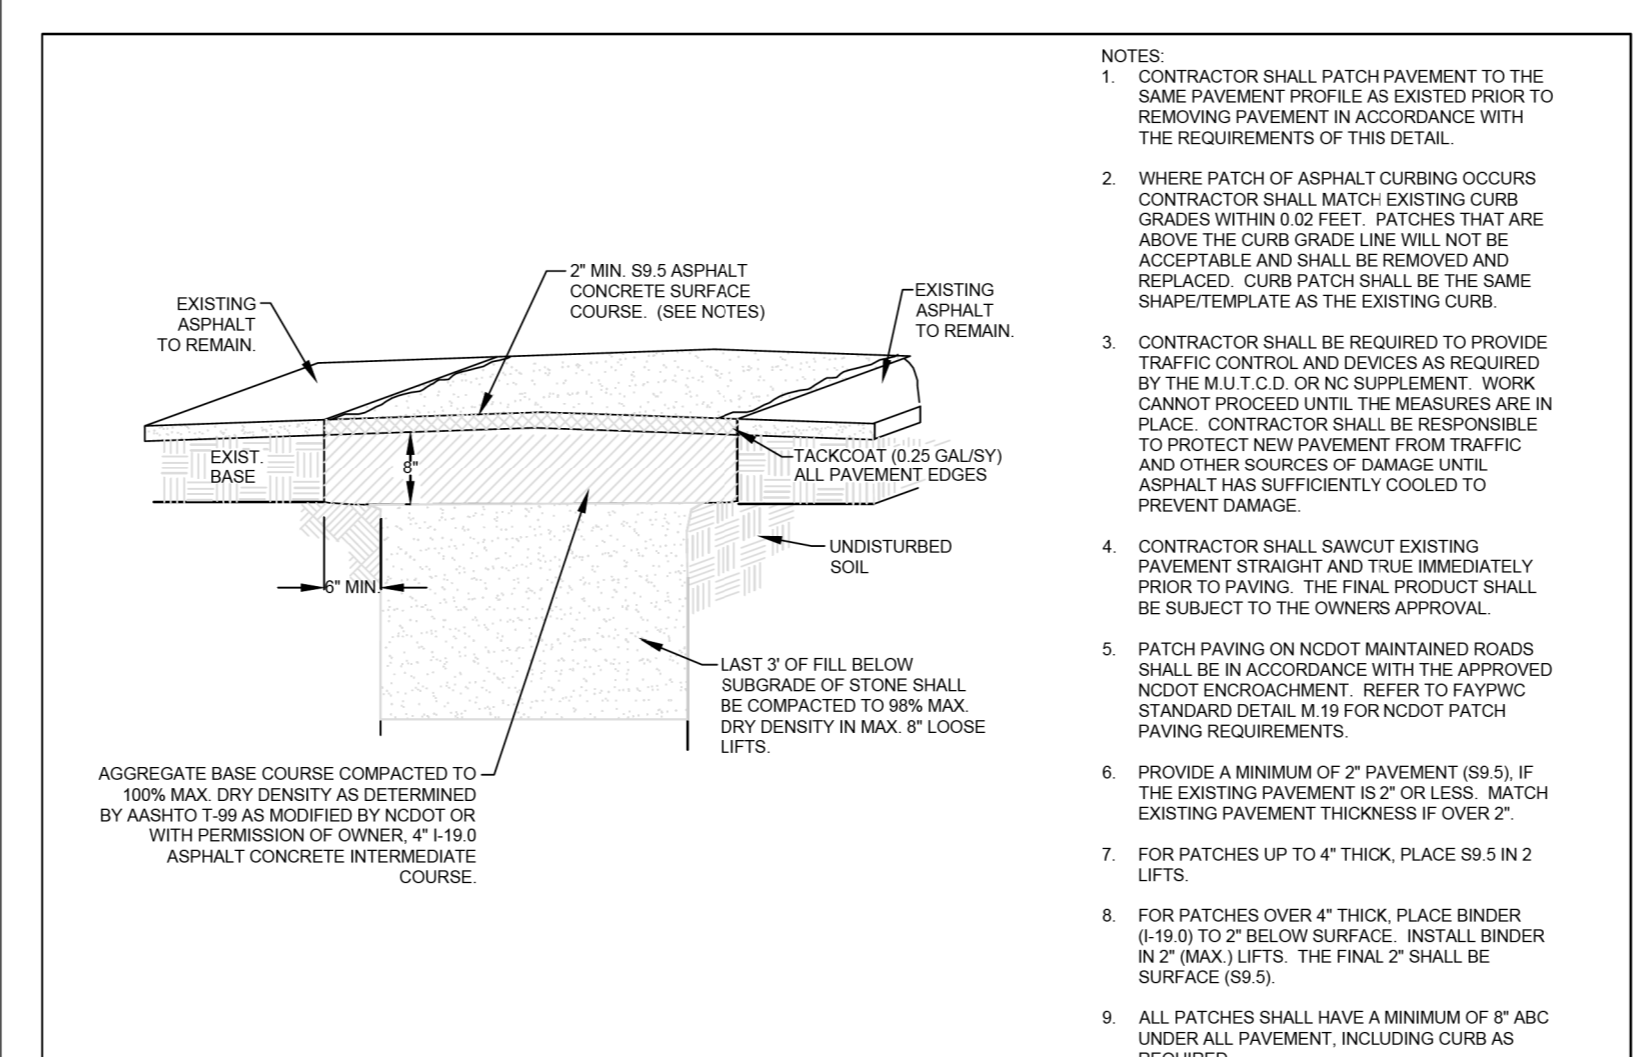 EXISTING
ASPHALT
TO REMAIN.
2" MIN. S9.5 ASPHALT
CONCRETE SURFACE
COURSE. (SEE NOTES)
EXISTING
ASPHALT
TO REMAIN.
EXIST.
BASE
8"
TACKCOAT (0.25 GAL/SY)
ALL PAVEMENT EDGES
UNDISTURBED
SOIL
6" MIN.
LAST 3' OF FILL BELOW
SUBGRADE OF STONE SHALL
BE COMPACTED TO 98% MAX.
DRY DENSITY IN MAX. 8" LOOSE
LIFTS.
AGGREGATE BASE COURSE COMPACTED TO
100% MAX. DRY DENSITY AS DETERMINED
BY AASHTO T-99 AS MODIFIED BY NCDOT OR
WITH PERMISSION OF OWNER, 4" I-19.0
ASPHALT CONCRETE INTERMEDIATE
COURSE.
NOTES:
1. CONTRACTOR SHALL PATCH PAVEMENT TO THE
SAME PAVEMENT PROFILE AS EXISTED PRIOR TO
REMOVING PAVEMENT IN ACCORDANCE WITH
THE REQUIREMENTS OF THIS DETAIL.
2. WHERE PATCH OF ASPHALT CURBING OCCURS
CONTRACTOR SHALL MATCH EXISTING CURB
GRADES WITHIN 0.02 FEET. PATCHES THAT ARE
ABOVE THE CURB GRADE LINE WILL NOT BE
ACCEPTABLE AND SHALL BE REMOVED AND
REPLACED. CURB PATCH SHALL BE THE SAME
SHAPE/TEMPLATE AS THE EXISTING CURB.
3. CONTRACTOR SHALL BE REQUIRED TO PROVIDE
TRAFFIC CONTROL AND DEVICES AS REQUIRED
BY THE M.U.T.C.D. OR NC SUPPLEMENT. WORK
CANNOT PROCEED UNTIL THE MEASURES ARE IN
PLACE. CONTRACTOR SHALL BE RESPONSIBLE
TO PROTECT NEW PAVEMENT FROM TRAFFIC
AND OTHER SOURCES OF DAMAGE UNTIL
ASPHALT HAS SUFFICIENTLY COOLED TO
PREVENT DAMAGE.
4. CONTRACTOR SHALL SAWCUT EXISTING
PAVEMENT STRAIGHT AND TRUE IMMEDIATELY
PRIOR TO PAVING. THE FINAL PRODUCT SHALL
BE SUBJECT TO THE OWNERS APPROVAL.
5. PATCH PAVING ON NCDOT MAINTAINED ROADS
SHALL BE IN ACCORDANCE WITH THE APPROVED
NCDOT ENCROACHMENT. REFER TO FAYPWC
STANDARD DETAIL M.19 FOR NCDOT PATCH
PAVING REQUIREMENTS.
6. PROVIDE A MINIMUM OF 2" PAVEMENT (S9.5), IF
THE EXISTING PAVEMENT IS 2" OR LESS. MATCH
EXISTING PAVEMENT THICKNESS IF OVER 2".
7. FOR PATCHES UP TO 4" THICK, PLACE S9.5 IN 2
LIFTS.
8. FOR PATCHES OVER 4" THICK, PLACE BINDER
(I-19.0) TO 2" BELOW SURFACE. INSTALL BINDER
IN 2" (MAX.) LIFTS. THE FINAL 2" SHALL BE
SURFACE (S9.5).
9. ALL PATCHES SHALL HAVE A MINIMUM OF 8" ABC
UNDER ALL PAVEMENT, INCLUDING CURB AS